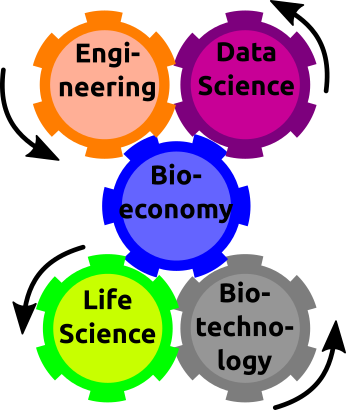 Engi-
neering
Data
Science
Bio-
economy
Life
Science
Bio-
techno-
logy